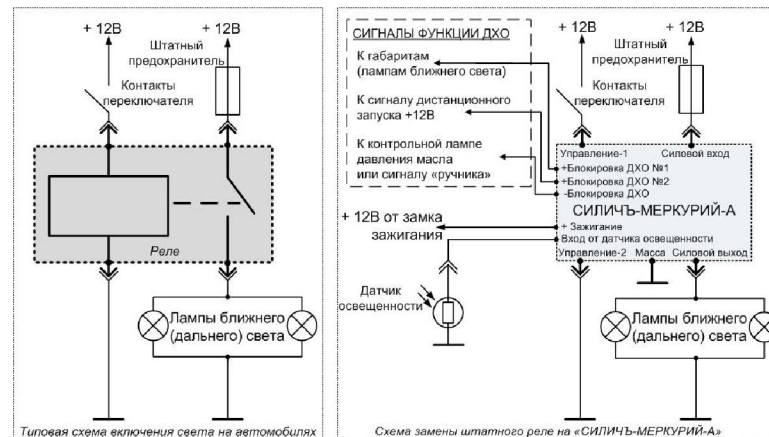 + 12В
+ 12В
Штатный
предохранитель
Контакты
переключателя
Реле
Лампы ближнего
(дальнего) света
Типовая схема включения света на автомобилях
СИГНАЛЫ ФУНКЦИИ ДХО
К габаритам
(лампам ближнего света)
К сигналу дистанционного
запуска +12В
К контрольной лампе
давления масла
или сигналу «ручника»
+ 12В
+ 12В
Штатный
предохранитель
Контакты
переключателя
Управление-1
Силовой вход
+Блокировка ДХО №1
+Блокировка ДХО №2
-Блокировка ДХО
СИЛИЧЪ-МЕРКУРИЙ-А
+ 12В от замка
зажигания
+ Зажигание
Вход от датчика освещенности
Управление-2
Масса
Силовой выход
Датчик
освещенности
Лампы ближнего
(дальнего) света
Схема замены штатного реле на «СИЛИЧЪ-МЕРКУРИЙ-А»